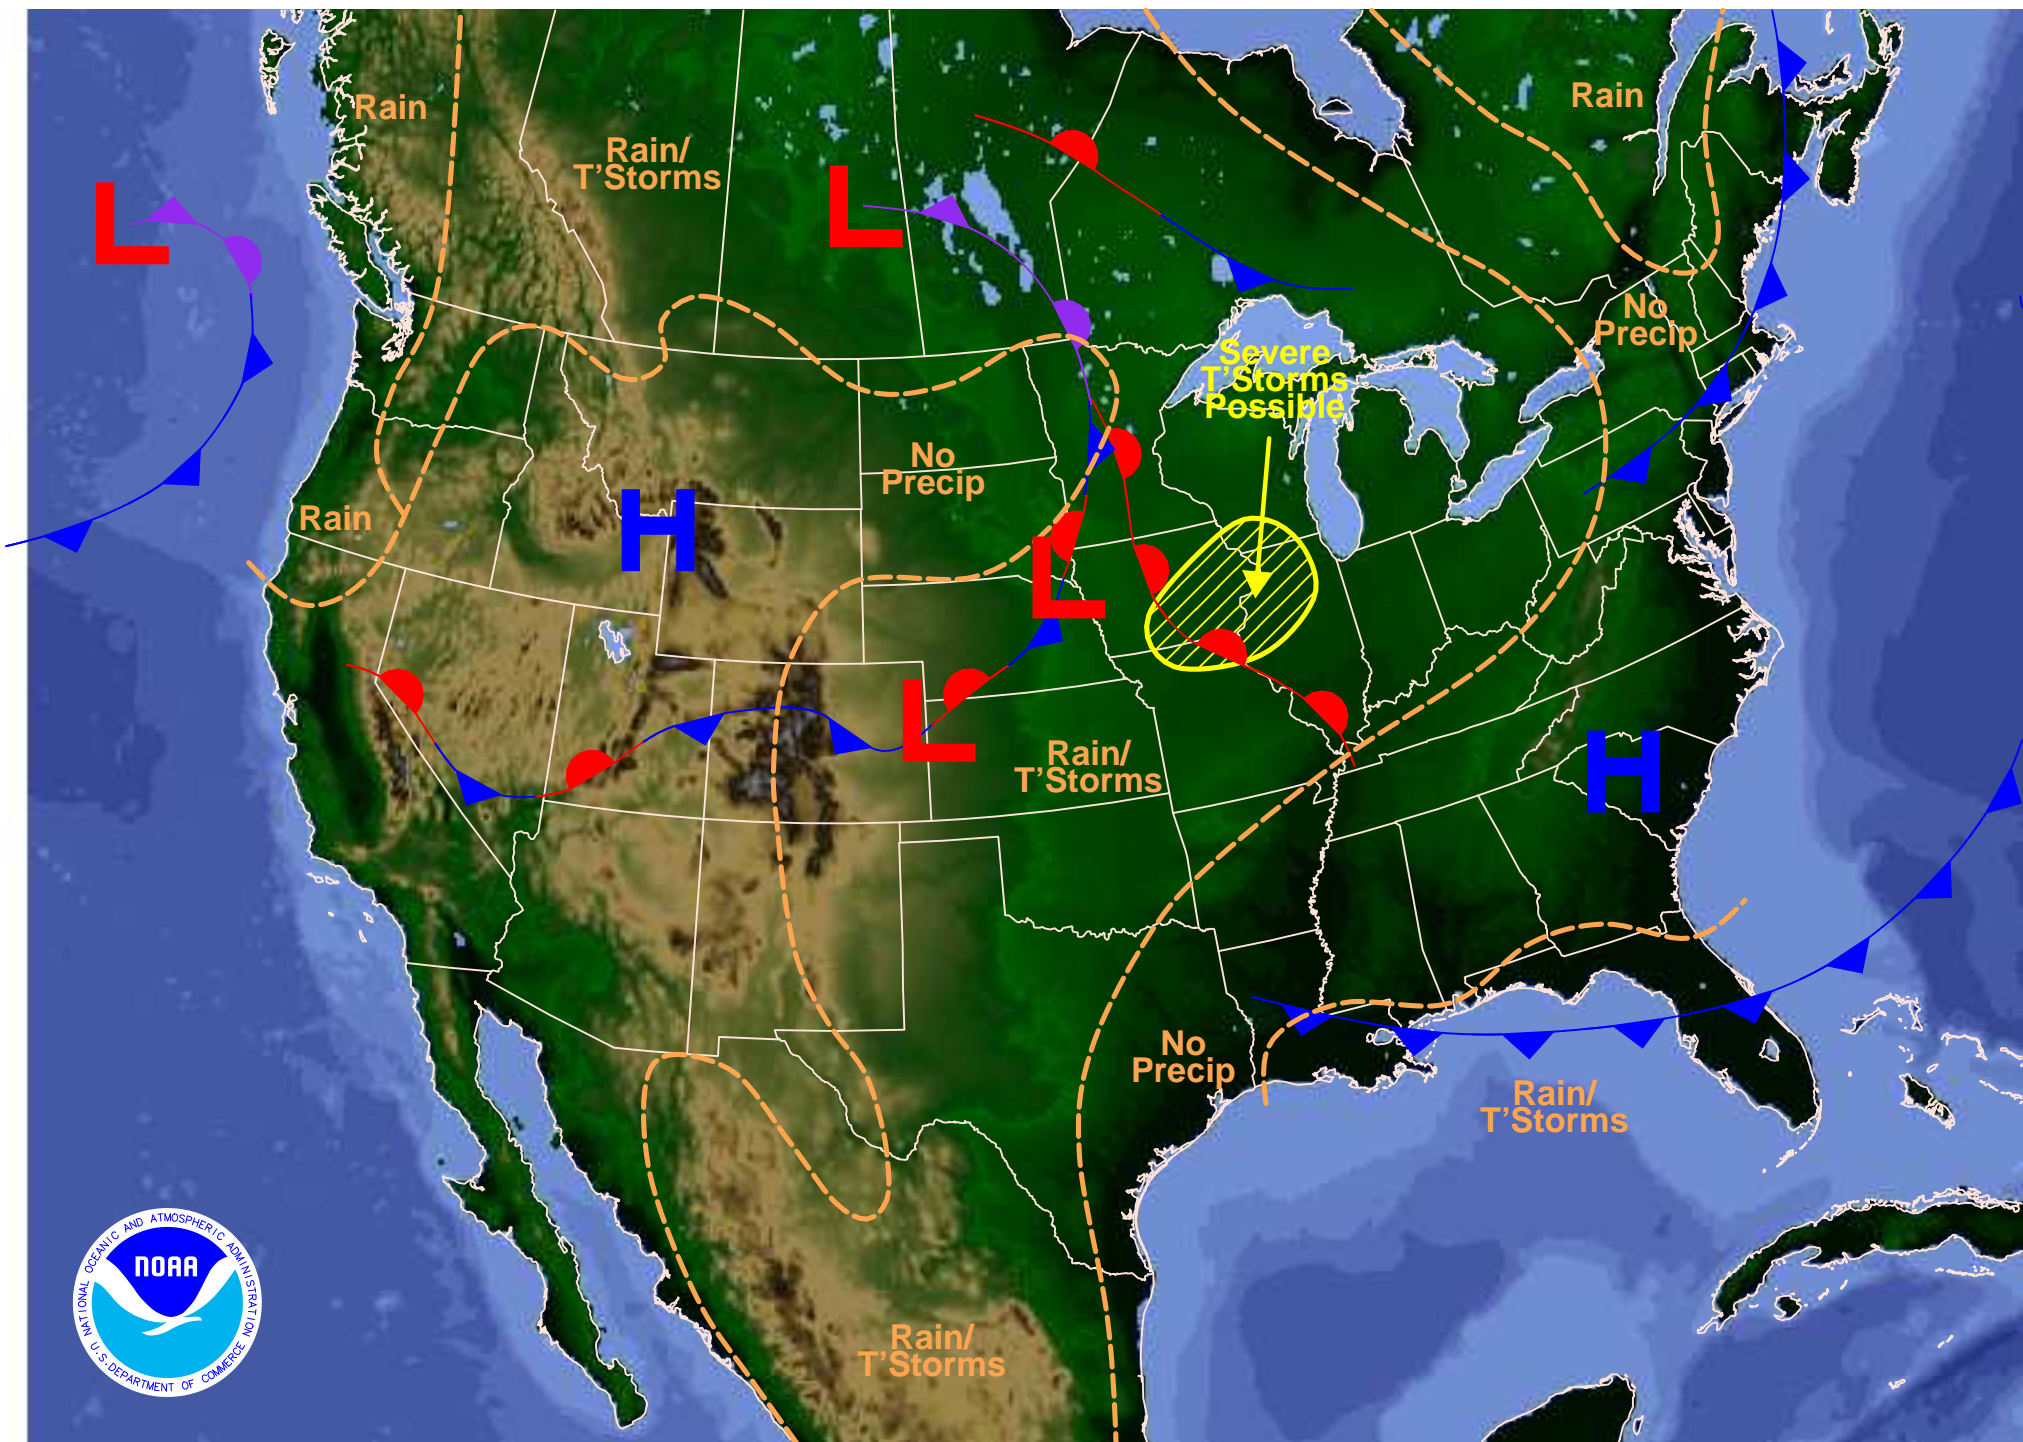 Rain
Rain
Rain/
T'Storms
L
L
No
Precip
Severe
T'Storms
Possible
No
Precip
Rain
H
L
L
Rain/
T'Storms
H
No
Precip
Rain/
T'Storms
Rain/
T'Storms
NATIONAL OCEANIC AND ATMOSPHERIC ADMINISTRATION
NOAA
U.S. DEPARTMENT OF COMMERCE